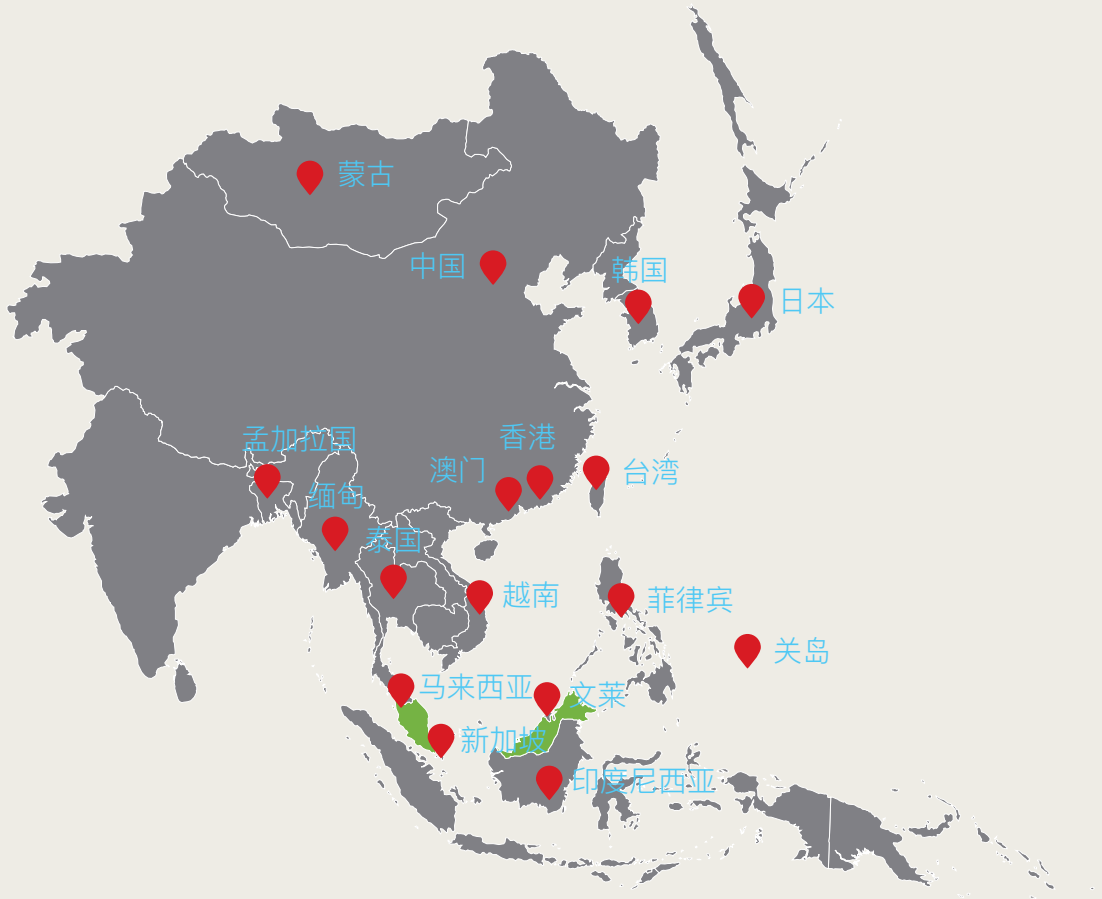 蒙古
中国
韩国
日本
孟加拉国
香港
澳门
台湾
缅甸
泰国
越南
菲律宾
关岛
马来西亚
文莱
新加坡
印度尼西亚